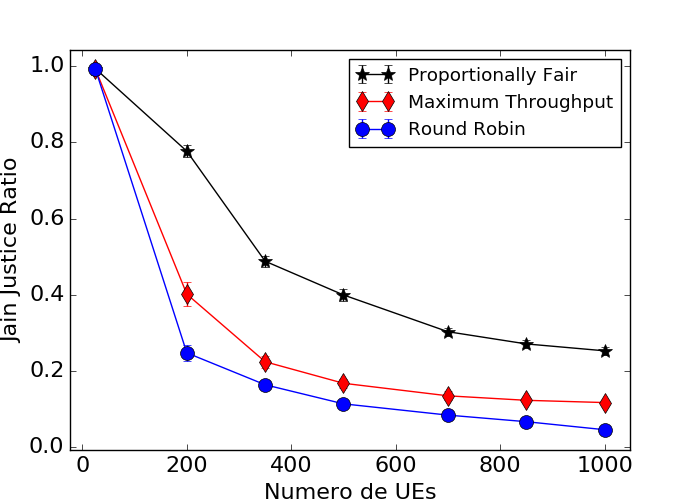 Jain Justice Ratio
1.0
0.8
0.6
0.4
0.2
0.0
Proportionally Fair
Maximum Throughput
Round Robin
0 200 400 600 800 1000
Numero de UEs